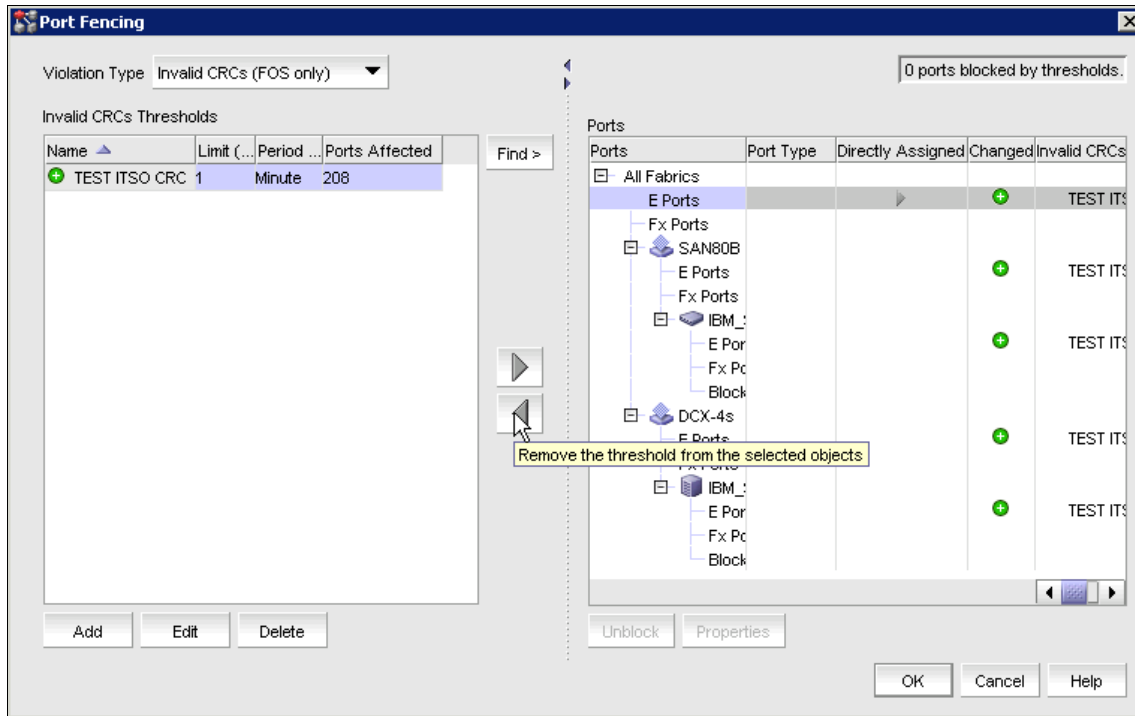 Port Fencing
Violation Type Invalid CRCs (FOS only)
0 ports blocked by thresholds.
Invalid CRCs Thresholds
Name Limit (... Period ... Ports Affected
TEST ITSO CRC 1 Minute 208
Find >
Ports
Ports Port Type Directly Assigned Changed Invalid CRCs
All Fabrics
E Ports TEST ITS
Fx Ports
SAN80B
E Ports TEST ITS
Fx Ports
IBM_S
E Por TEST ITS
Fx Po
Block
DCX-4s
E Ports TEST ITS
Remove the threshold from the selected objects
Fx Ports
IBM_S
E Por TEST ITS
Fx Po
Block
Add Edit Delete
Unblock Properties
OK Cancel Help